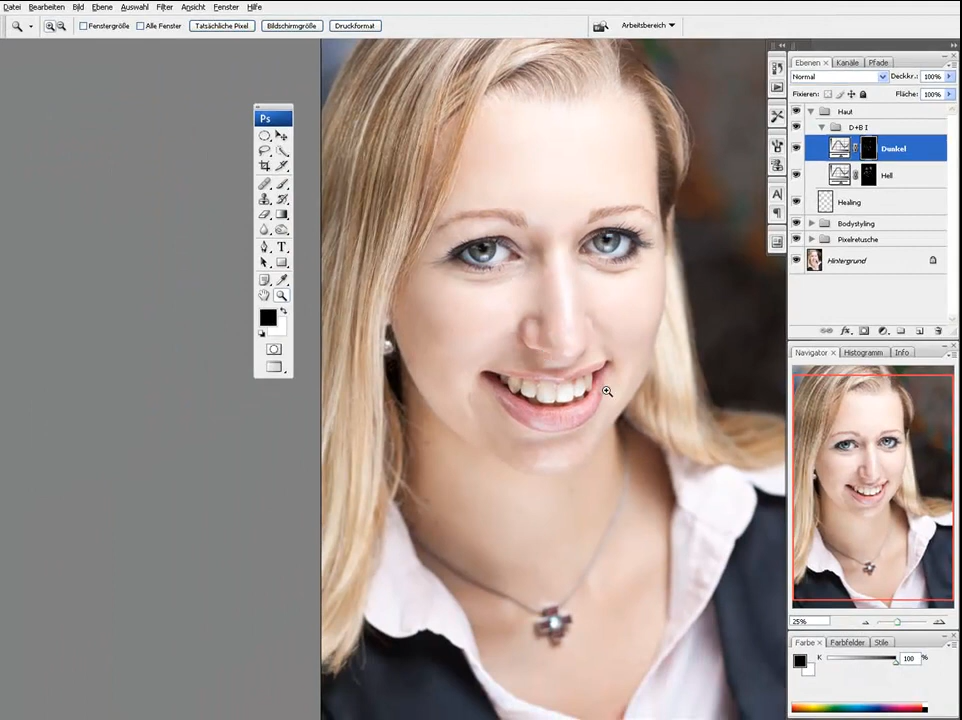 Datei Bearbeiten Bild Ebene Auswahl Filter Ansicht Fenster Hilfe
Fenstergröße Alle Fenster Tatsächliche Pixel Bildschirmgröße Druckformat Arbeitsbereich
Ps
T
A
Ebenen Kanäle Pfade
Normal Deckkr.: 100%
Fixieren: Fläche: 100%
Haut
D+B I
Dunkel
Hell
Healing
Bodystyling
Pixelretusche
Hintergrund
fx
Navigator Histogramm Info
25%
Farbe Farbfelder Stile
K 100 %